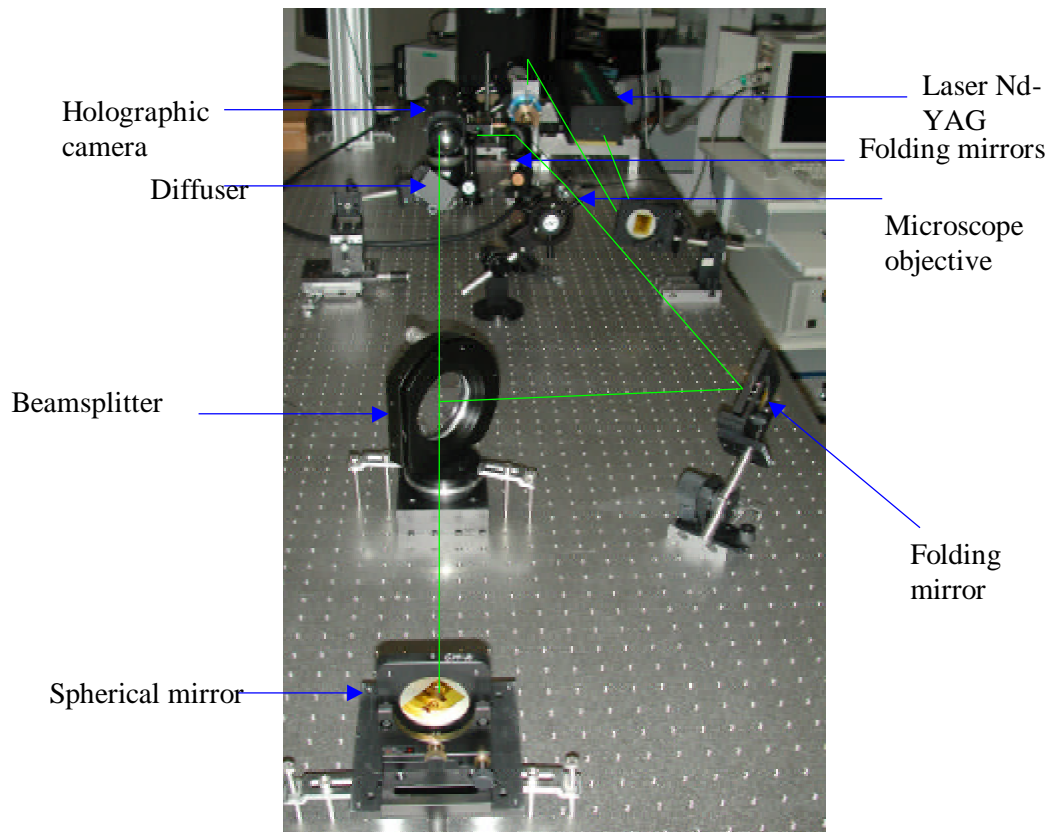 Holographic
camera
Diffuser
Beamsplitter
Spherical mirror
Laser Nd-
YAG
Folding mirrors
Microscope
objective
Folding
mirror